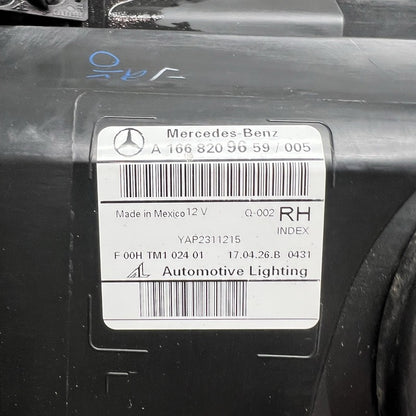 Mercedes-Benz
A 166 820 96 59 / 005
Made in Mexico 12 V Q-002 RH
INDEX
YAP2311215
F 00H TM1 024 01 17.04.26.B 0431
AL Automotive Lighting